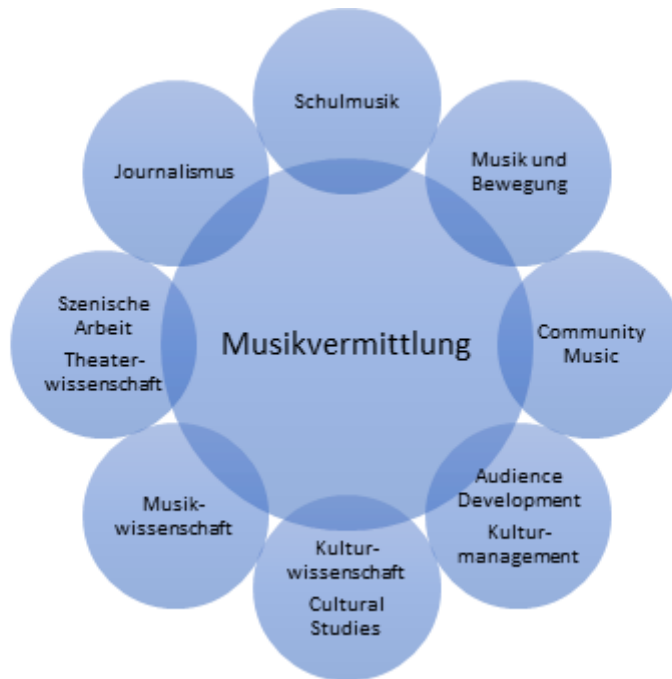 Schulmusik
Musik und
Bewegung
Community
Music
Audience
Development
Kultur-
management
Kultur-
wissenschaft
Cultural
Studies
Musik-
wissenschaft
Szenische
Arbeit
Theater-
wissenschaft
Journalismus
Musikvermittlung